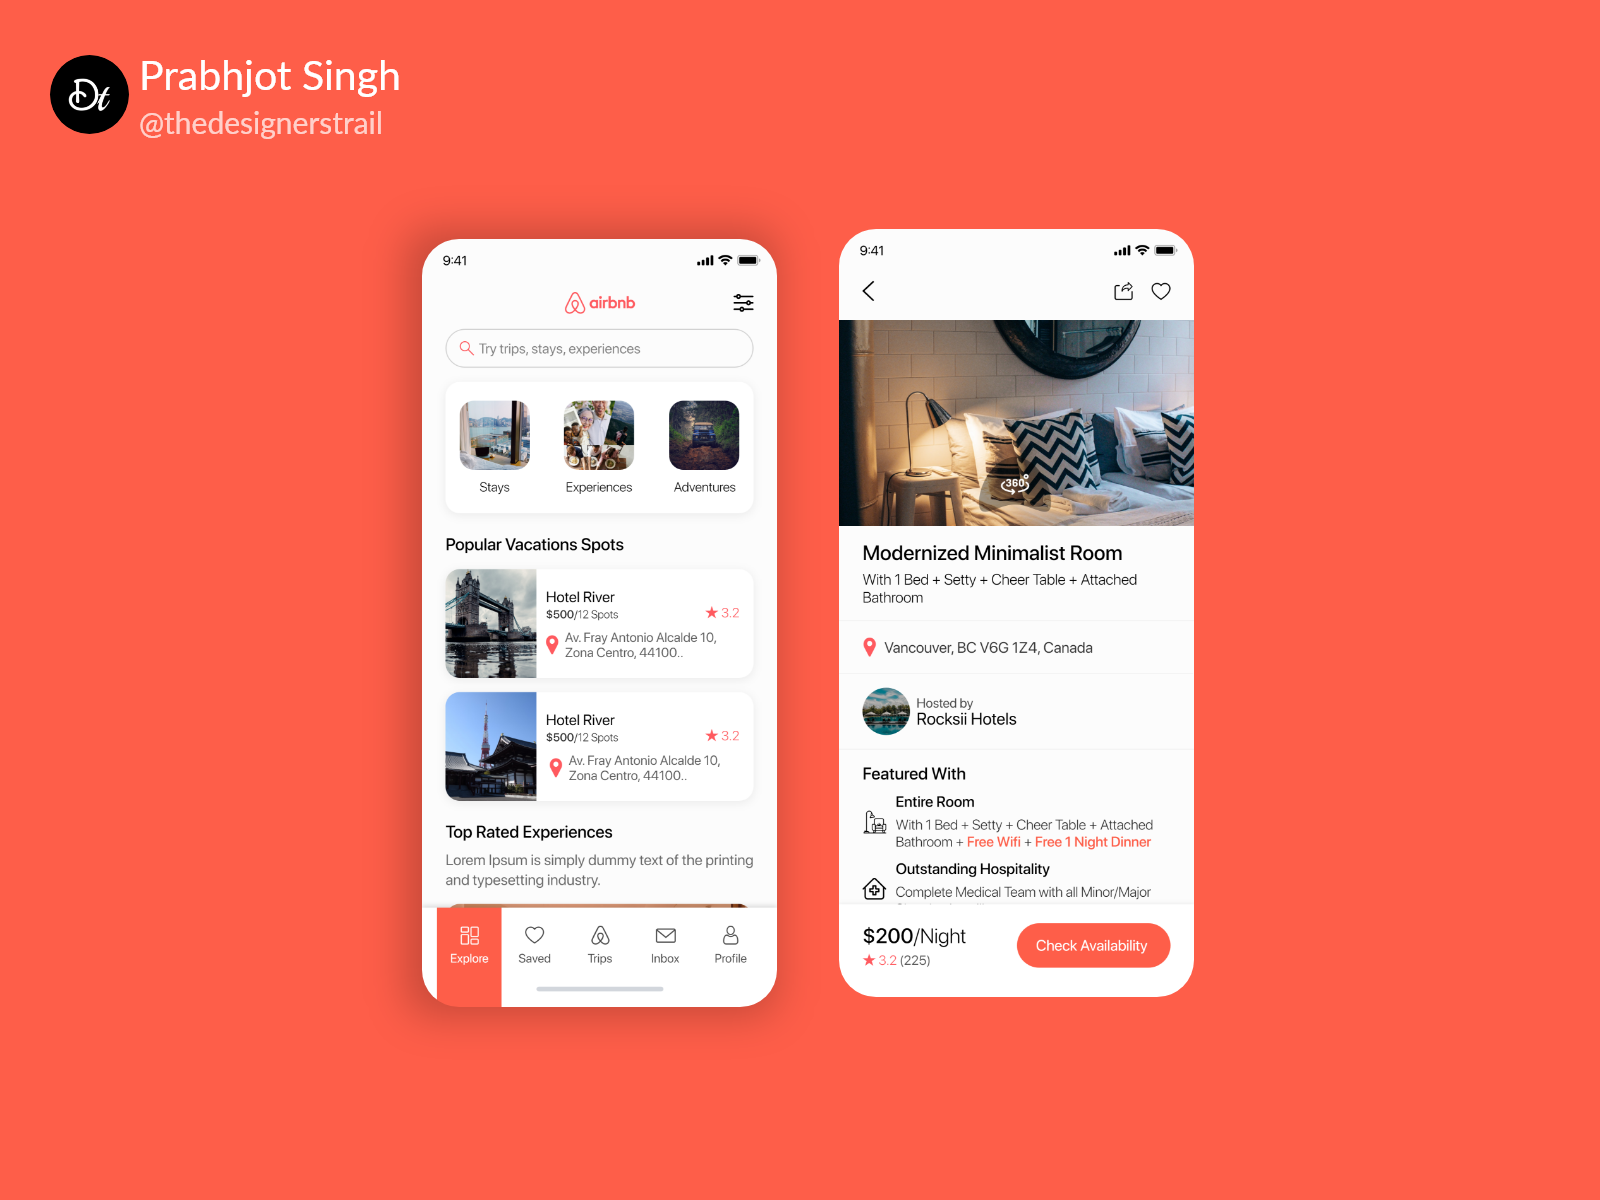 Dt
Prabhjot Singh
@thedesignerstrail
9:41
airbnb
Try trips, stays, experiences
Stays
Experiences
Adventures
Popular Vacations Spots
Hotel River
$500/12 Spots
3.2
Av. Fray Antonio Alcalde 10,
Zona Centro, 44100..
Hotel River
$500/12 Spots
3.2
Av. Fray Antonio Alcalde 10,
Zona Centro, 44100..
Top Rated Experiences
Lorem Ipsum is simply dummy text of the printing
and typesetting industry.
Explore
Saved
Trips
Inbox
Profile
9:41
360°
Modernized Minimalist Room
With 1 Bed + Setty + Cheer Table + Attached
Bathroom
Vancouver, BC V6G 1Z4, Canada
Hosted by
Rocksii Hotels
Featured With
Entire Room
With 1 Bed + Setty + Cheer Table + Attached
Bathroom + Free Wifi + Free 1 Night Dinner
Outstanding Hospitality
Complete Medical Team with all Minor/Major
$200/Night
3.2 (225)
Check Availability